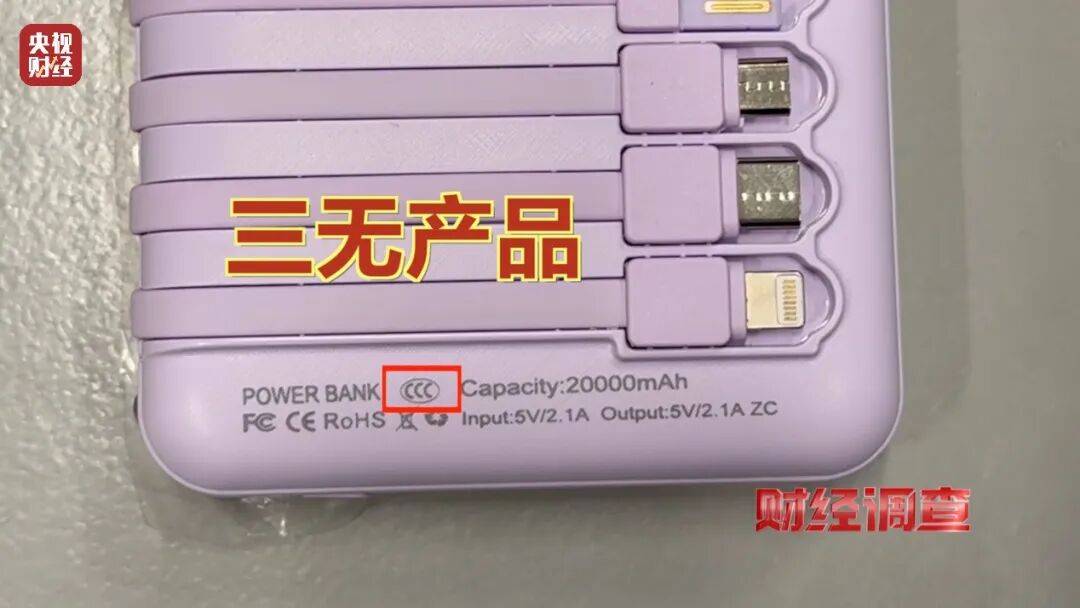 央视
财经
三无产品
POWER BANK CCC Capacity:20000mAh
FC CE RoHS Input:5V/2.1A Output:5V/2.1A ZC
财经调查